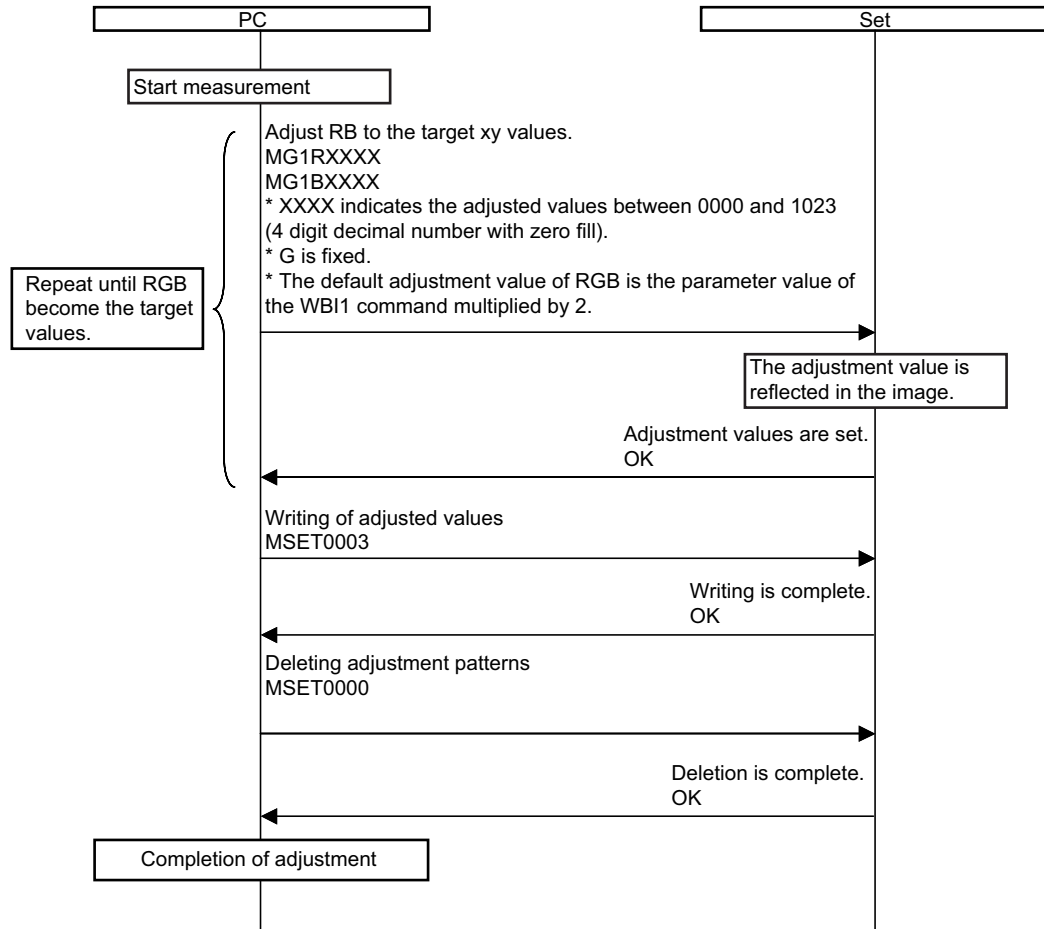 PC
Set
Start measurement
Adjust RB to the target xy values.
MG1RXXXX
MG1BXXXX
* XXXX indicates the adjusted values between 0000 and 1023
(4 digit decimal number with zero fill).
* G is fixed.
* The default adjustment value of RGB is the parameter value of
the WBI1 command multiplied by 2.
Repeat until RGB
become the target
values.
The adjustment value is
reflected in the image.
Adjustment values are set.
OK
Writing of adjusted values
MSET0003
Writing is complete.
OK
Deleting adjustment patterns
MSET0000
Deletion is complete.
OK
Completion of adjustment